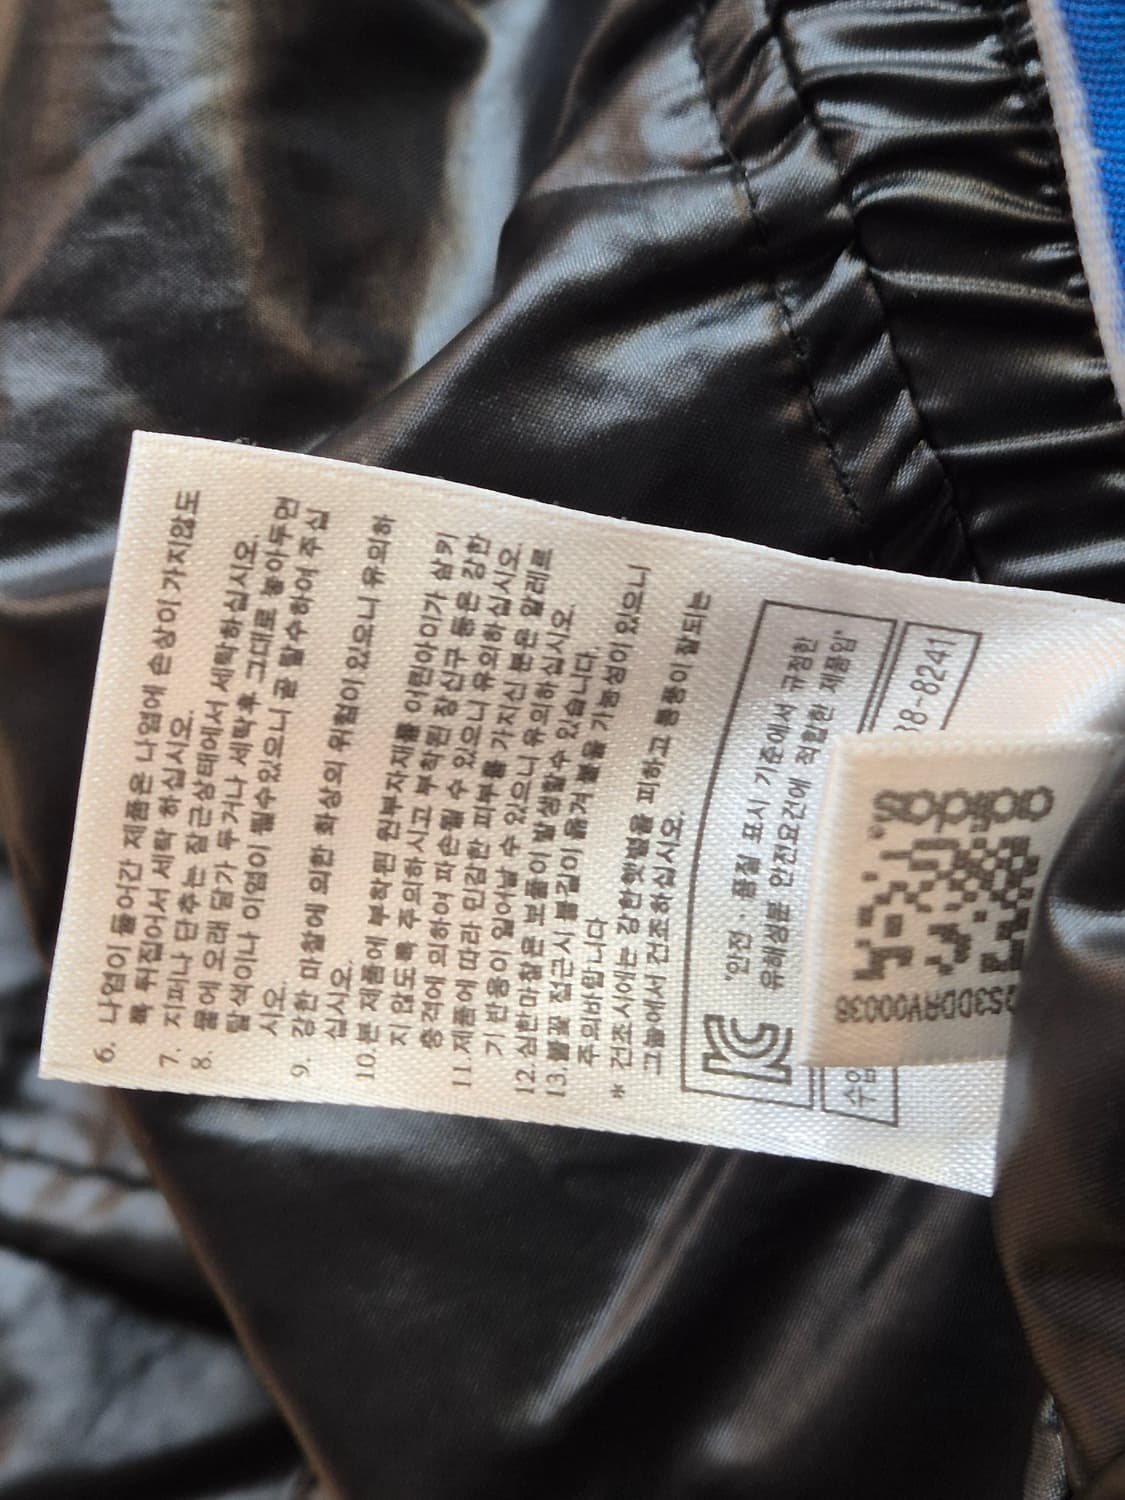 6. 나염이 들어간 제품은 나염에 손상이 가지않도
록 뒤집어서 세탁 하십시오.
7. 지퍼나 단추는 잠근상태에서 세탁하십시오.
8. 물에 오래 담가 두거나 세탁후 그대로 놓아두면
탈색이나 이염이 될수있으니 곧 탈수하여 주십
시오.
9. 강한 마찰에 의한 화상의 위험이 있으니 유의하
십시오.
10.본 제품에 부착된 원부자재를 어린아이가 삼키
지 않도록 주의하시고 부착된 장신구 등은 강한
충격에 의하여 파손될 수 있으니 유의하십시오.
11.제품에 따라 민감한 피부를 가지신 분은 알레르
기 반응이 일어날 수 있으니 유의하십시오.
12.심한마찰은 보풀이 발생할수 있습니다.
13.불꽃 접근시 불길이 옮겨 붙을 가능성이 있으니
주의바랍니다
* 건조시에는 강한햇볕을 피하고 통풍이 잘되는
그늘에서 건조하십시오.
"안전·품질 표시 기준에서 규정한
유해성분 안전요건에 적합한 제품임"
38-8241
QS3DDRY00038